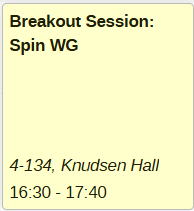 Breakout Session:
Spin WG
4-134, Knudsen Hall
16:30 - 17:40